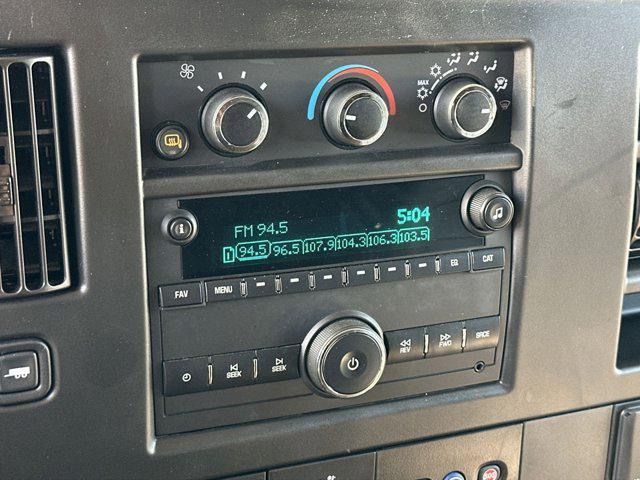 MAX
FM 94.5 5:04
1 94.5 96.5 107.9 104.3 106.3 103.5
FAV MENU EQ CAT
SEEK SEEK REV FWD SRCE